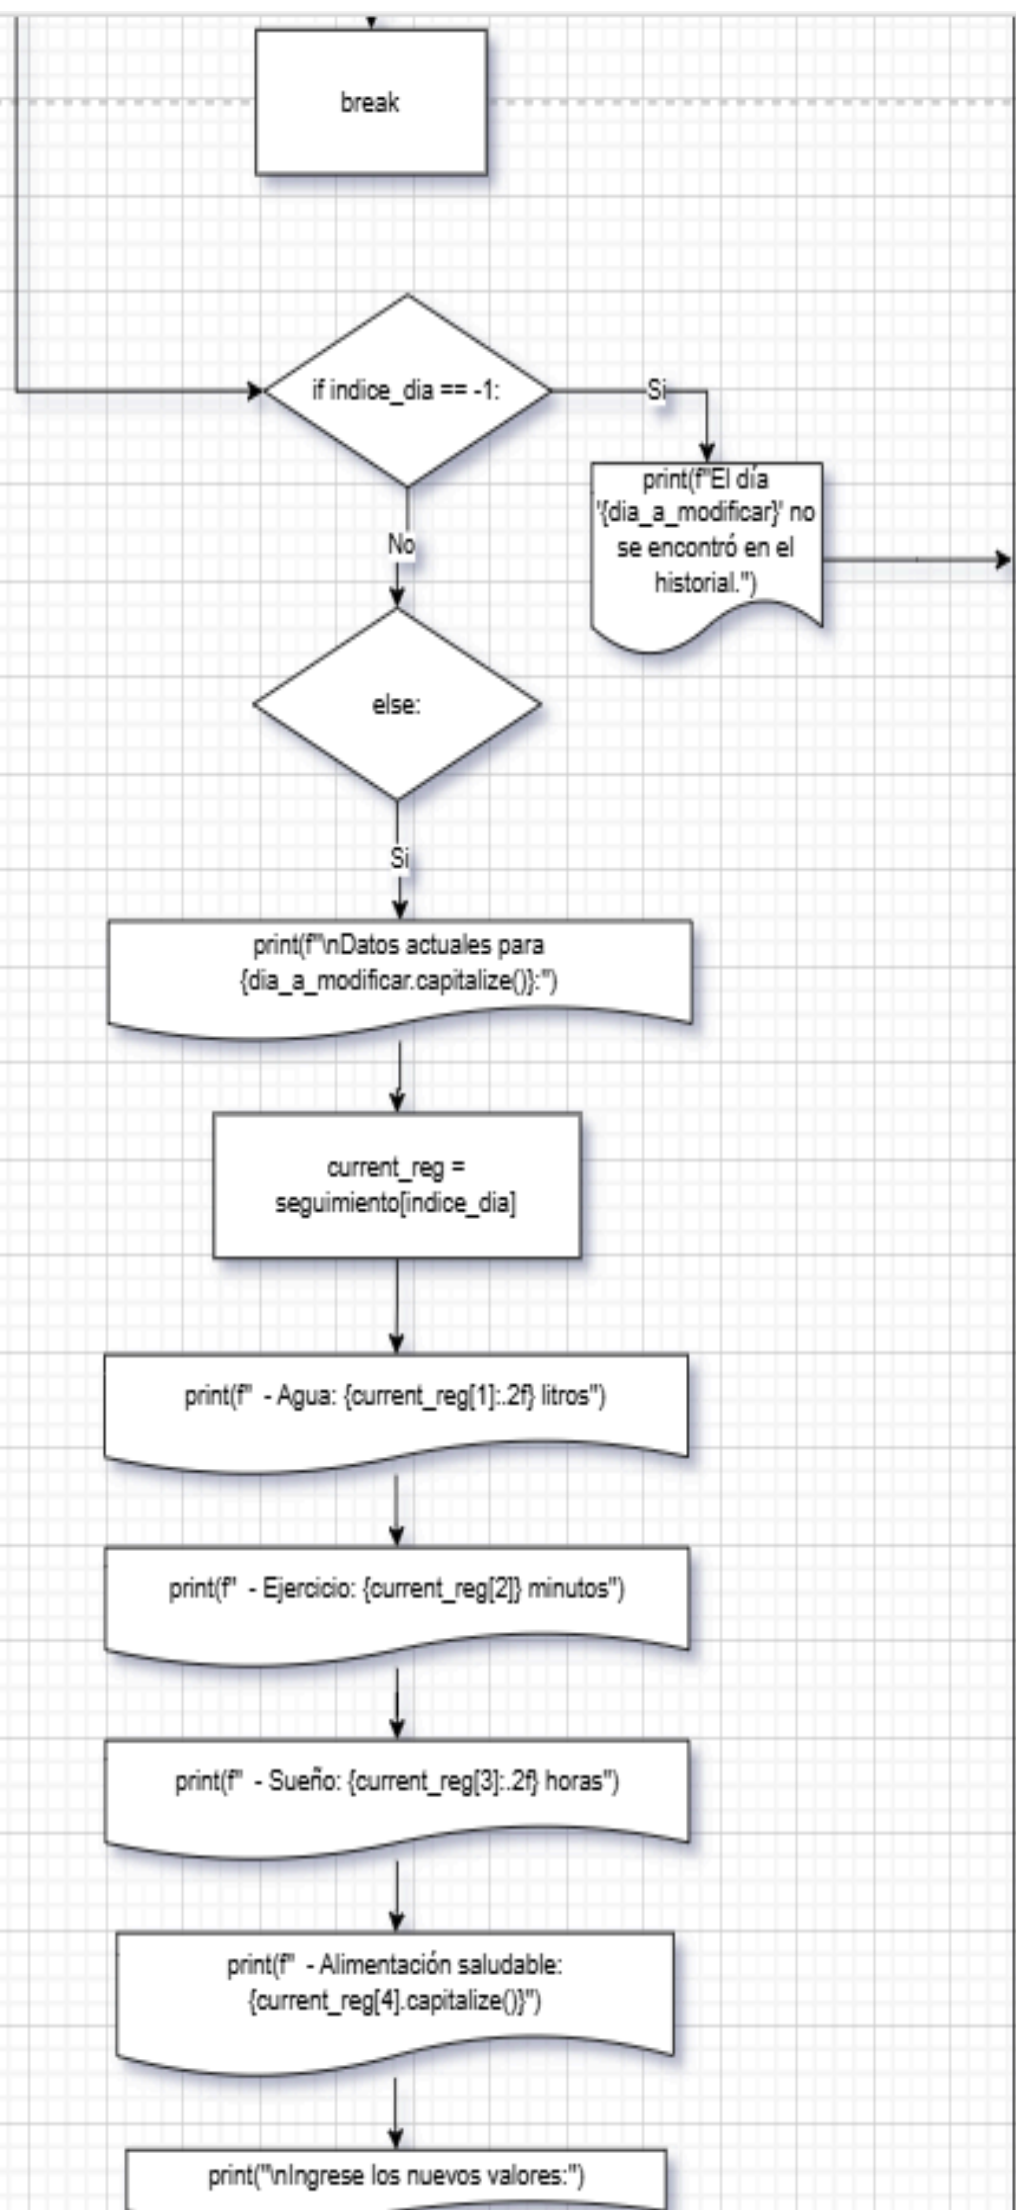 break
if indice_dia == -1:
Si
print(f"El día
'{dia_a_modificar}' no
se encontró en el
historial.")
No
else:
Si
print(f"\nDatos actuales para
{dia_a_modificar.capitalize()}:")
current_reg =
seguimiento[indice_dia]
print(f"  - Agua: {current_reg[1]:.2f} litros")
print(f"  - Ejercicio: {current_reg[2]} minutos")
print(f"  - Sueño: {current_reg[3]:.2f} horas")
print(f"  - Alimentación saludable:
{current_reg[4].capitalize()}")
print("\nIngrese los nuevos valores:")